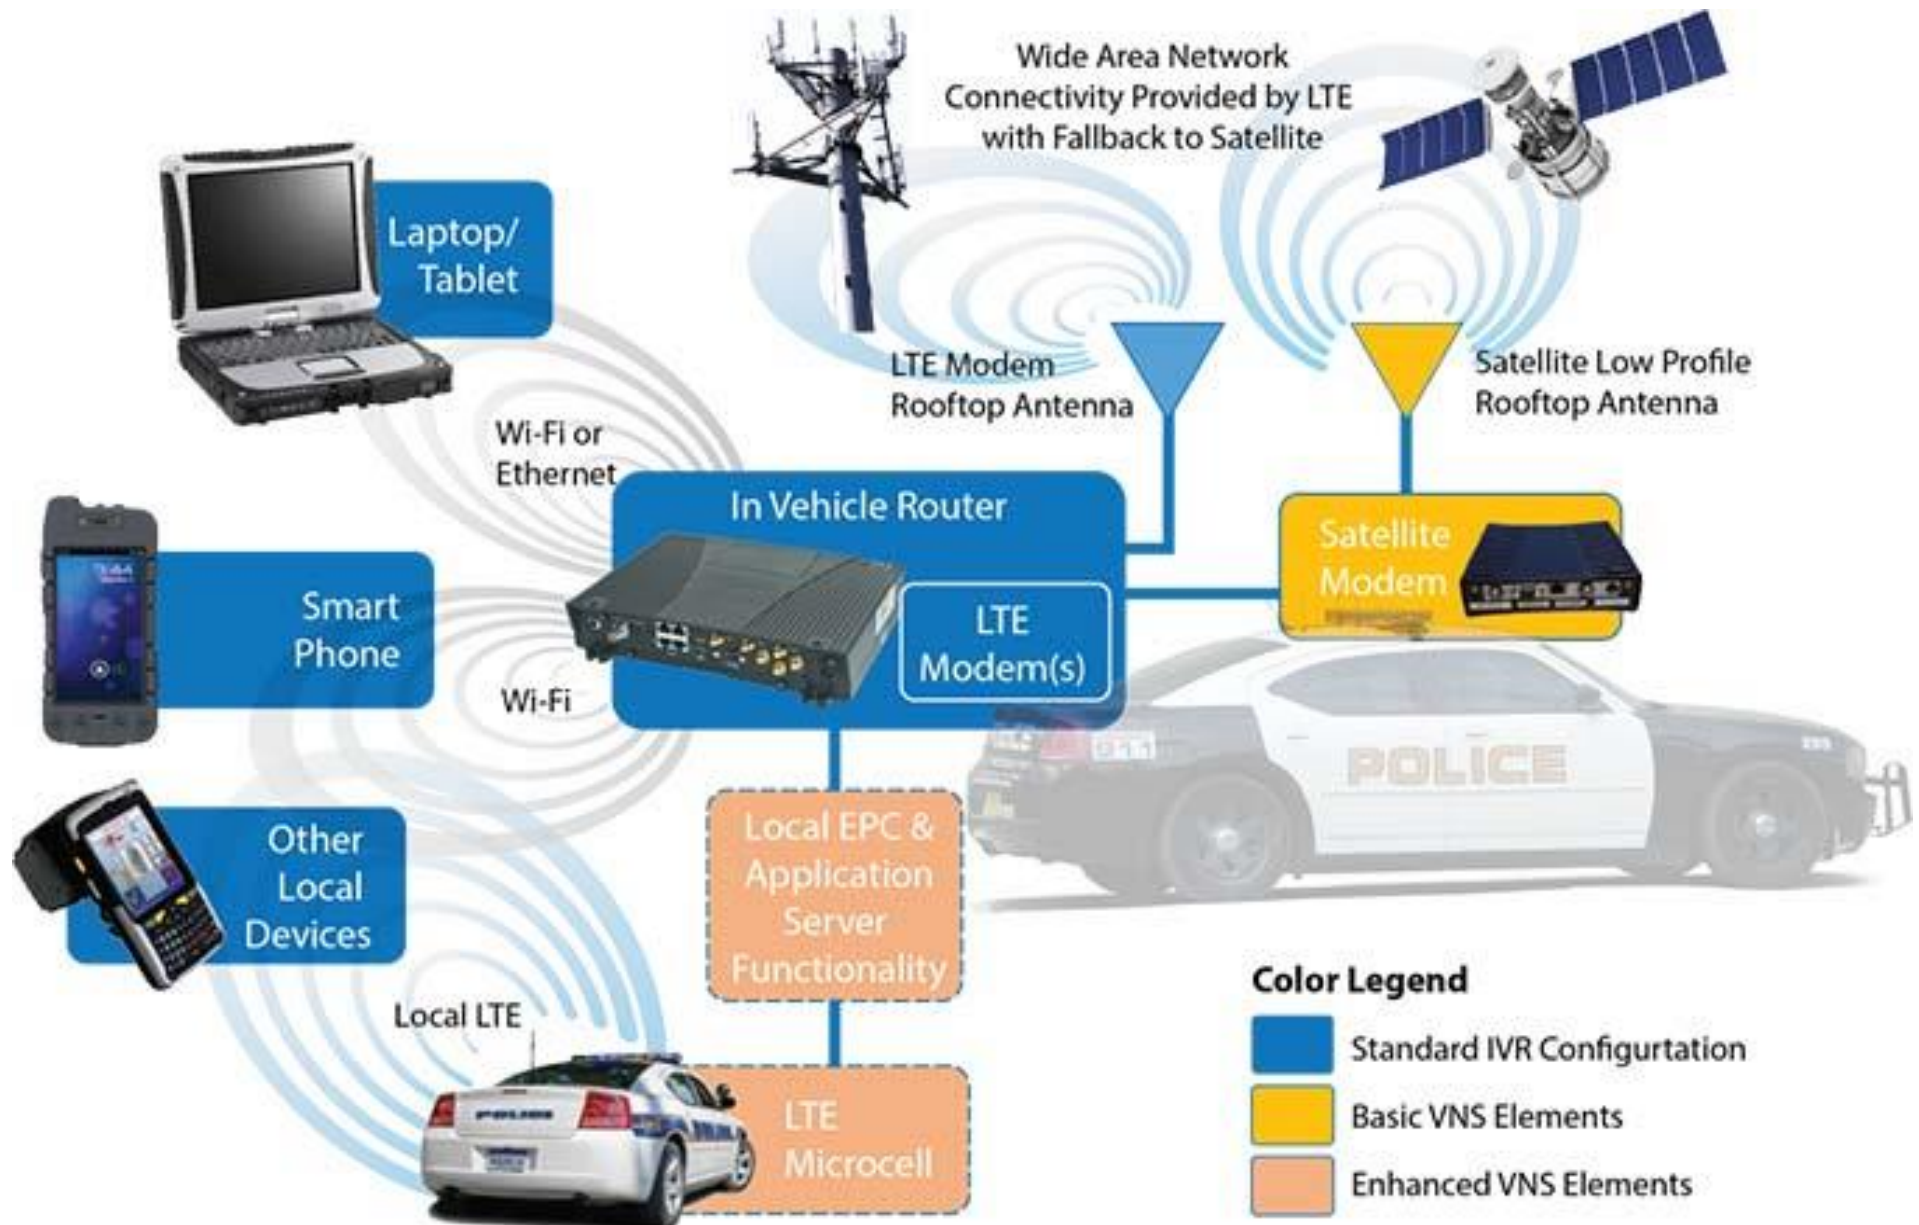 Wide Area Network
Connectivity Provided by LTE
with Fallback to Satellite
Laptop/
Tablet
LTE Modem
Rooftop Antenna
Satellite Low Profile
Rooftop Antenna
Wi-Fi or
Ethernet
In Vehicle Router
Satellite
Modem
Smart
Phone
LTE
Modem(s)
Wi-Fi
911
POLICE
Other
Local
Devices
Local EPC &
Application
Server
Functionality
Local LTE
POLICE
LTE
Microcell
Color Legend
Standard IVR Configurtation
Basic VNS Elements
Enhanced VNS Elements